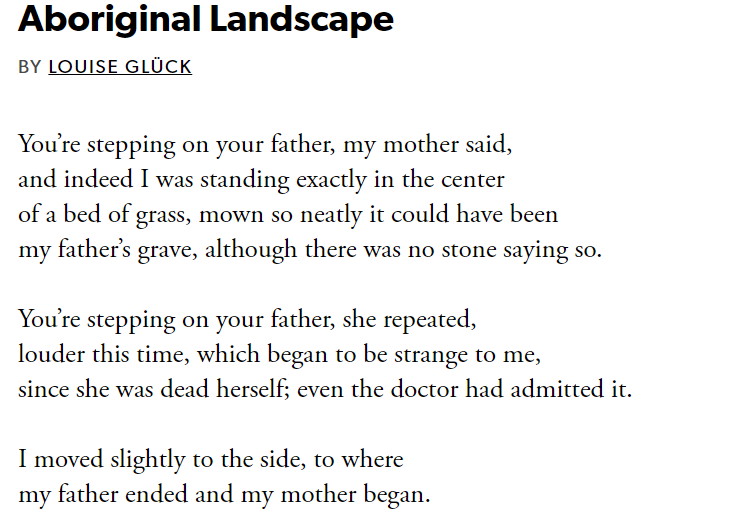 Aboriginal Landscape
BY LOUISE GLÜCK
You’re stepping on your father, my mother said,
and indeed I was standing exactly in the center
of a bed of grass, mown so neatly it could have been
my father’s grave, although there was no stone saying so.
You’re stepping on your father, she repeated,
louder this time, which began to be strange to me,
since she was dead herself; even the doctor had admitted it.
I moved slightly to the side, to where
my father ended and my mother began.